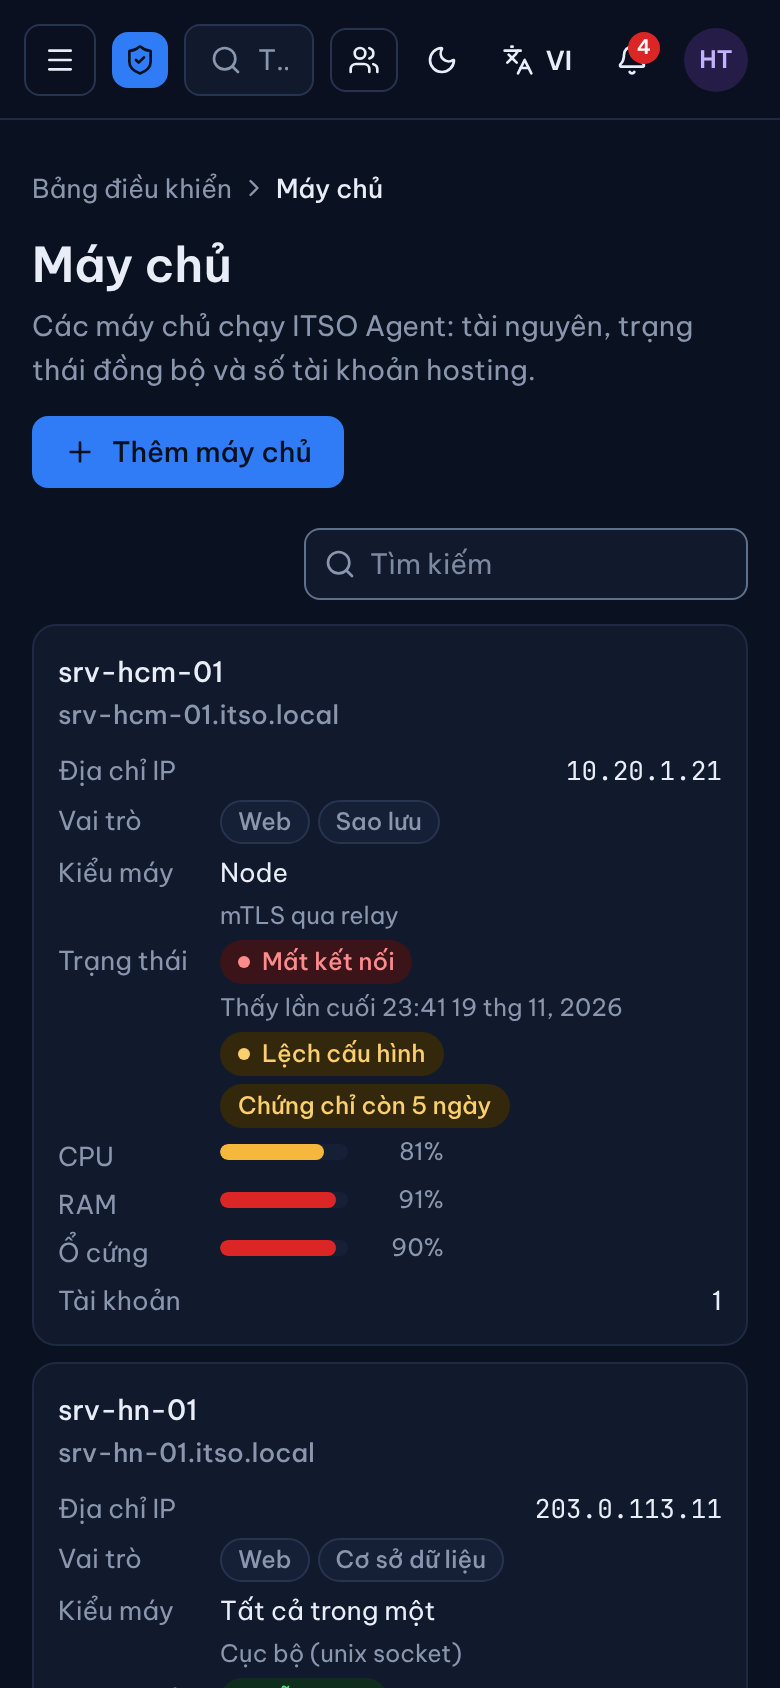 T..
VI
4
HT
Bảng điều khiển > Máy chủ
Máy chủ
Các máy chủ chạy ITSO Agent: tài nguyên, trạng
thái đồng bộ và số tài khoản hosting.
+ Thêm máy chủ
Tìm kiếm
srv-hcm-01
srv-hcm-01.itso.local
Địa chỉ IP 10.20.1.21
Vai trò Web Sao lưu
Kiểu máy Node
mTLS qua relay
Trạng thái Mất kết nối
Thấy lần cuối 23:41 19 thg 11, 2026
Lệch cấu hình
Chứng chỉ còn 5 ngày
CPU 81%
RAM 91%
Ổ cứng 90%
Tài khoản 1
srv-hn-01
srv-hn-01.itso.local
Địa chỉ IP 203.0.113.11
Vai trò Web Cơ sở dữ liệu
Kiểu máy Tất cả trong một
Cục bộ (unix socket)